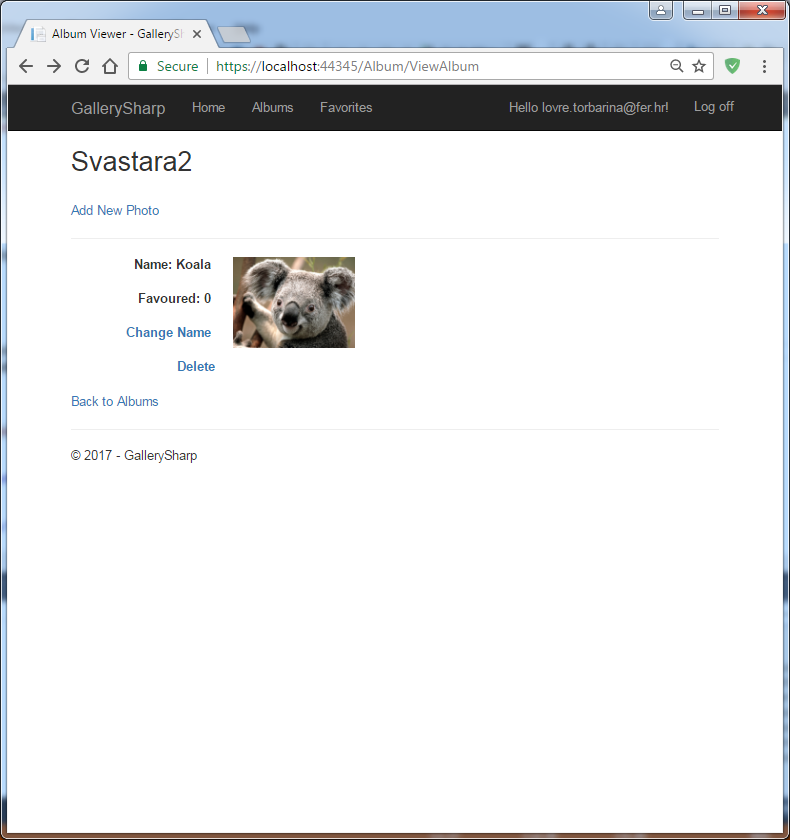 Album Viewer - GallerySh
Secure https://localhost:44345/Album/ViewAlbum
GallerySharp Home Albums Favorites Hello lovre.torbarina@fer.hr! Log off
Svastara2
Add New Photo
Name: Koala
Favoured: 0
Change Name
Delete
Back to Albums
© 2017 - GallerySharp